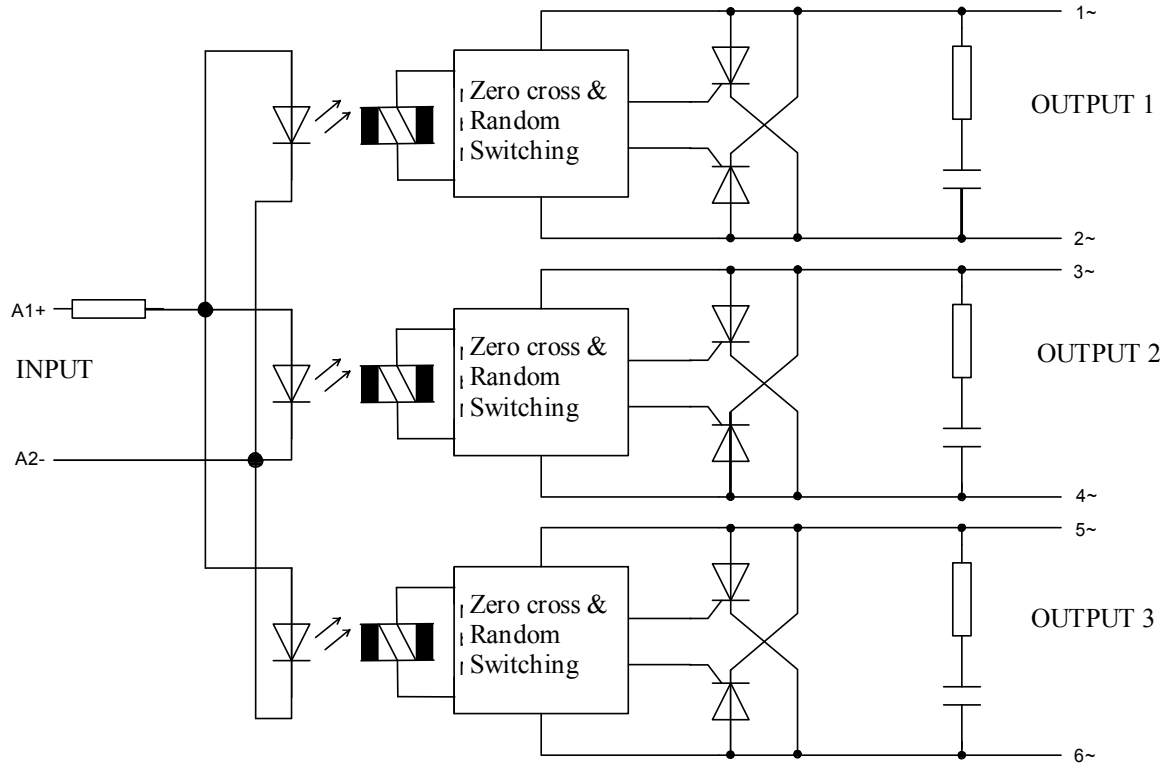 1~
Zero cross &
Random
Switching
OUTPUT 1
2~
3~
A1+
INPUT
Zero cross &
Random
Switching
OUTPUT 2
A2-
4~
5~
Zero cross &
Random
Switching
OUTPUT 3
6~